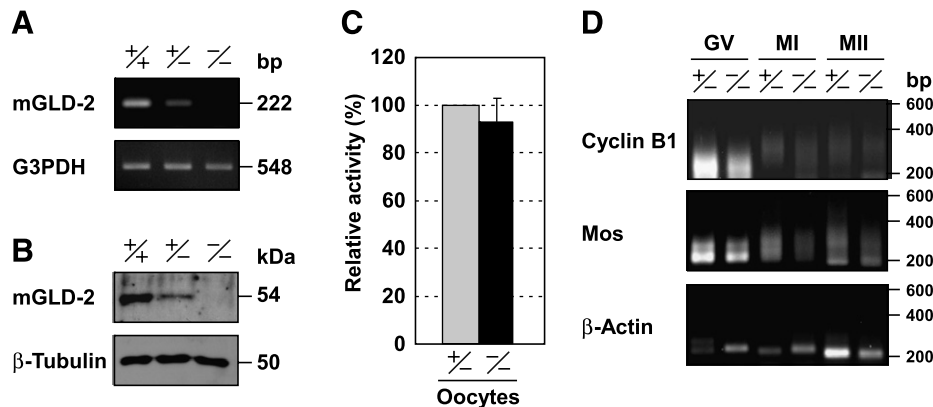 A
+/+ +/− −/− bp
mGLD-2 222
G3PDH 548
B
+/+ +/− −/− kDa
mGLD-2 54
β-Tubulin 50
C
Relative activity (%)
120
100
80
60
40
20
0
+/− −/−
Oocytes
D
GV MI MII
+/− −/− +/− −/− +/− −/− bp
Cyclin B1
600
400
200
Mos
600
400
200
β-Actin
600
400
200